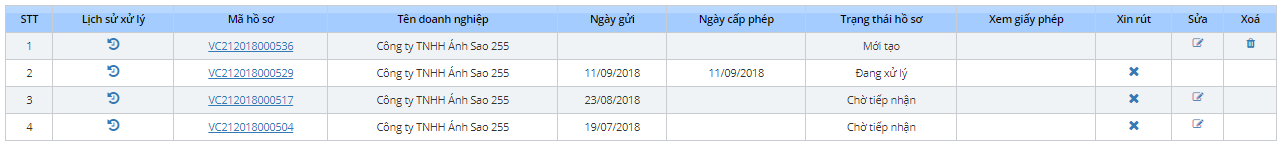 STT Lịch sử xử lý Mã hồ sơ Tên doanh nghiệp Ngày gửi Ngày cấp phép Trạng thái hồ sơ Xem giấy phép Xin rút Sửa Xoá
1 VC212018000536 Công ty TNHH Ánh Sao 255 Mới tạo
2 VC212018000529 Công ty TNHH Ánh Sao 255 11/09/2018 11/09/2018 Đang xử lý
3 VC212018000517 Công ty TNHH Ánh Sao 255 23/08/2018 Chờ tiếp nhận
4 VC212018000504 Công ty TNHH Ánh Sao 255 19/07/2018 Chờ tiếp nhận